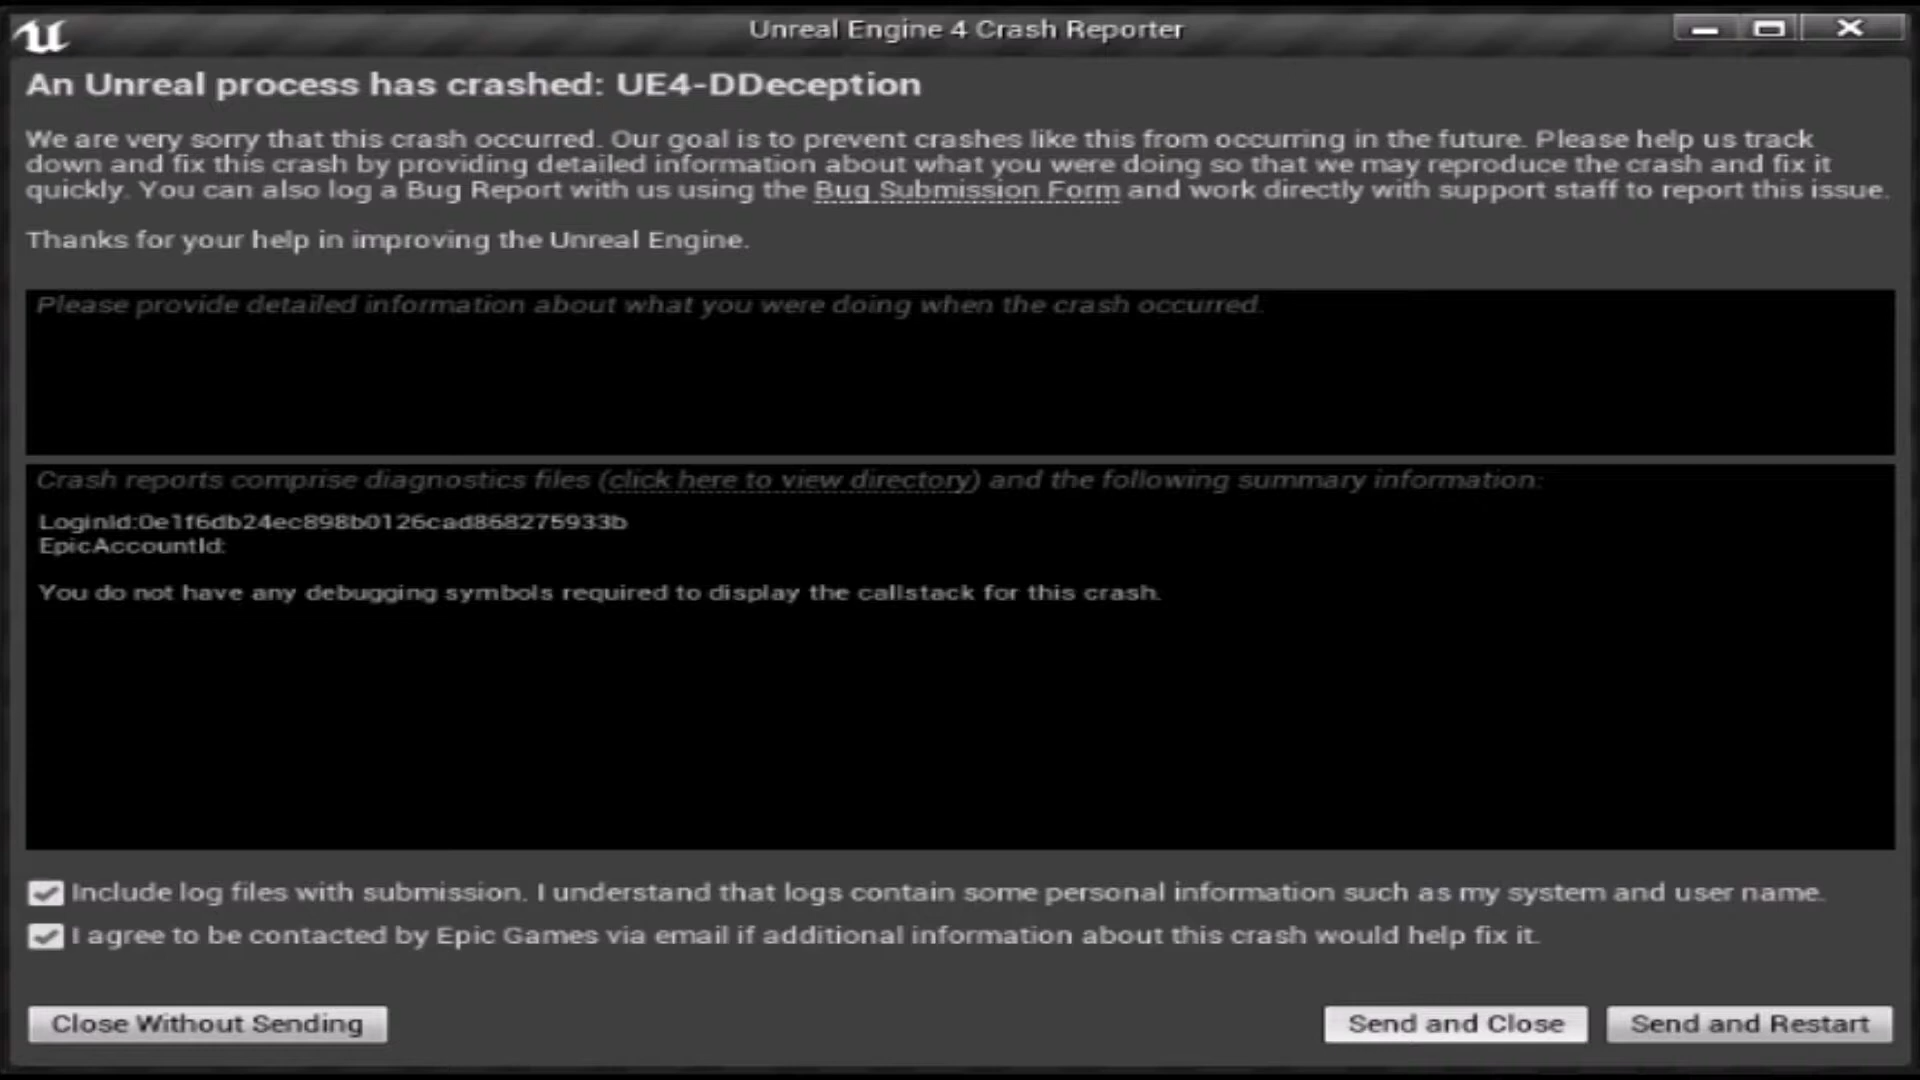 Unreal Engine 4 Crash Reporter
An Unreal process has crashed: UE4-DDeception
We are very sorry that this crash occurred. Our goal is to prevent crashes like this from occurring in the future. Please help us track
down and fix this crash by providing detailed information about what you were doing so that we may reproduce the crash and fix it
quickly. You can also log a Bug Report with us using the Bug Submission Form and work directly with support staff to report this issue.
Thanks for your help in improving the Unreal Engine.
Please provide detailed information about what you were doing when the crash occurred.
Crash reports comprise diagnostics files (click here to view directory) and the following summary information:
LoginId:0e1f6db24ec898b0126cad868275933b
EpicAccountId:
You do not have any debugging symbols required to display the callstack for this crash.
Include log files with submission. I understand that logs contain some personal information such as my system and user name.
I agree to be contacted by Epic Games via email if additional information about this crash would help fix it.
Close Without Sending
Send and Close
Send and Restart